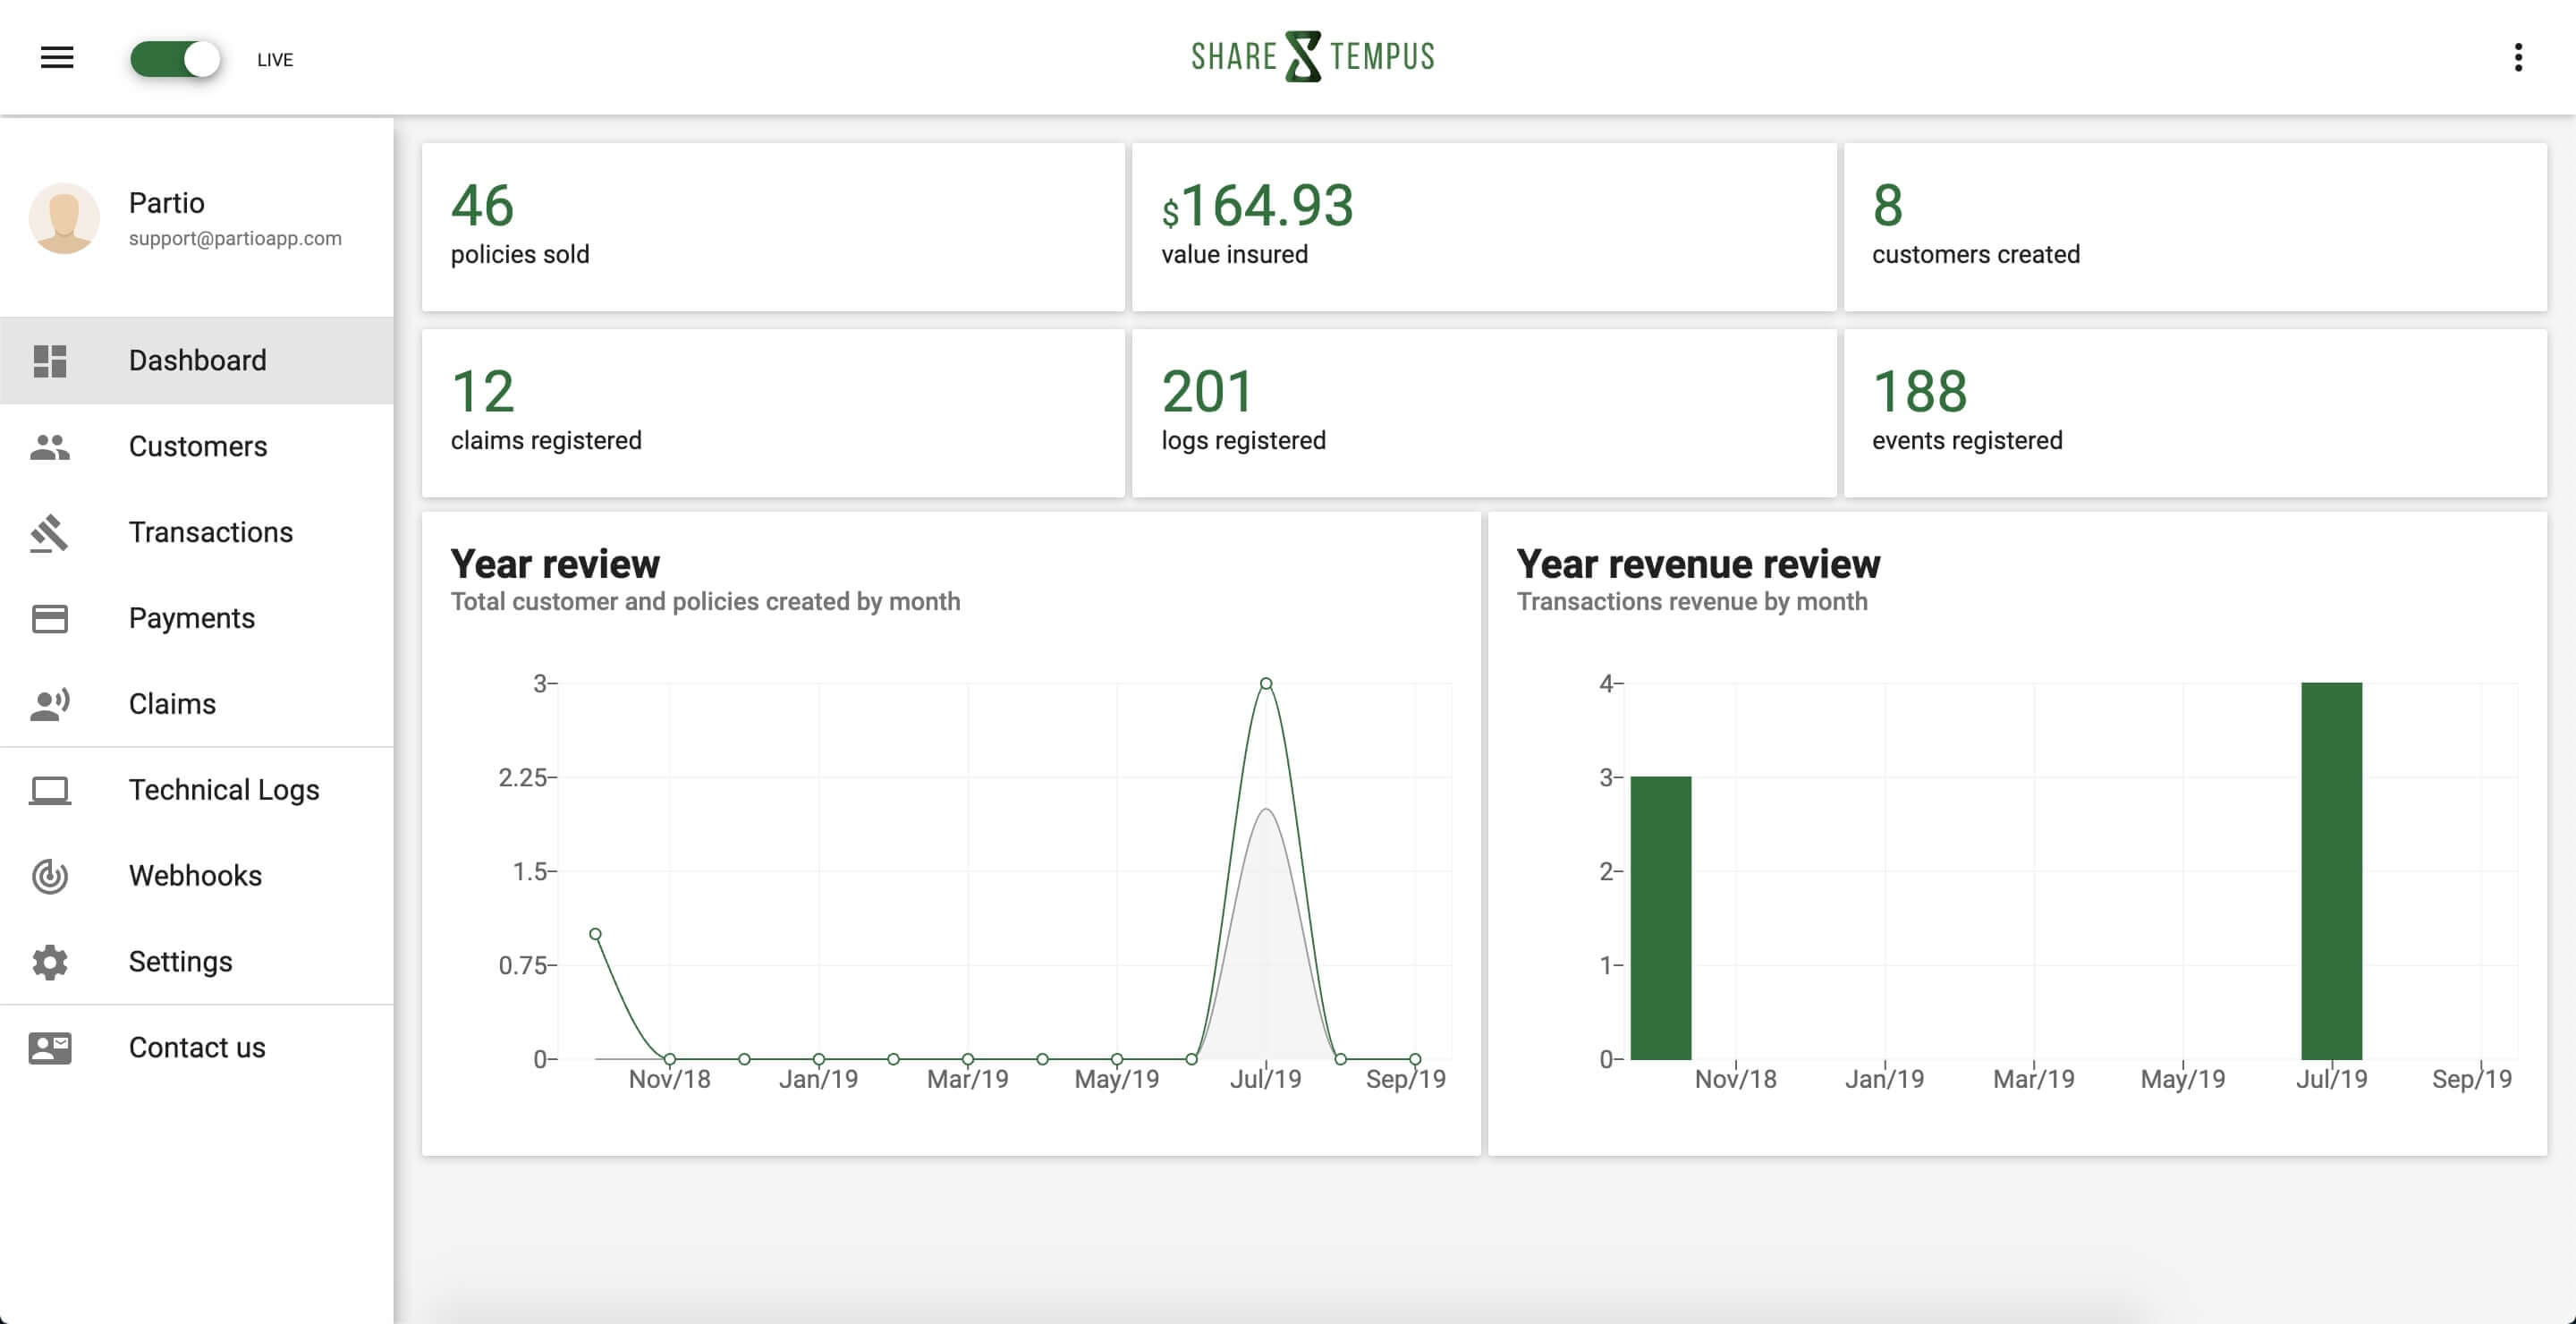 LIVE
SHARE TEMPUS
Partio
support@partioapp.com
Dashboard
Customers
Transactions
Payments
Claims
Technical Logs
Webhooks
Settings
Contact us
46
policies sold
$164.93
value insured
8
customers created
12
claims registered
201
logs registered
188
events registered
Year review
Total customer and policies created by month
3
2.25
1.5
0.75
0
Nov/18 Jan/19 Mar/19 May/19 Jul/19 Sep/19
Year revenue review
Transactions revenue by month
4
3
2
1
0
Nov/18 Jan/19 Mar/19 May/19 Jul/19 Sep/19